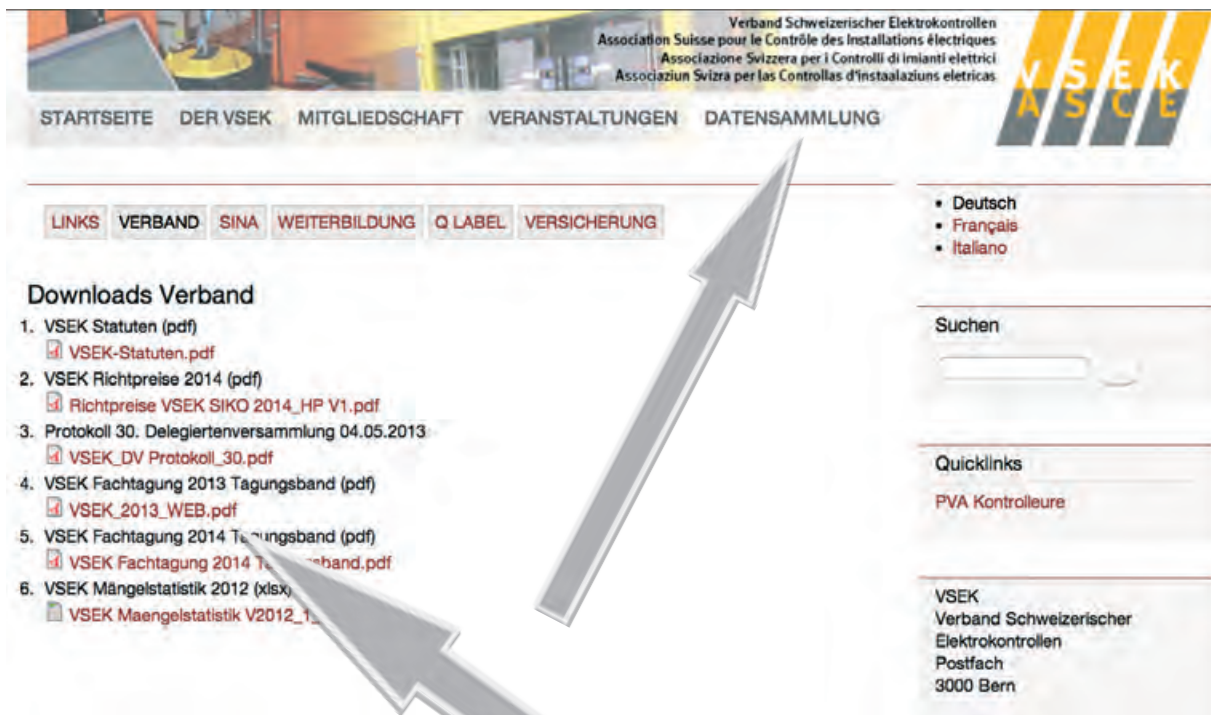 Verband Schweizerischer Elektrokontrollen
Association Suisse pour le Contrôle des Installations électriques
Associazione Svizzera per i Controlli di imianti elettrici
Associaziun Svizra per las Controllas d'instaalaziuns eletricas
VSEK
ASCE
STARTSEITE DER VSEK MITGLIEDSCHAFT VERANSTALTUNGEN DATENSAMMLUNG
LINKS VERBAND SINA WEITERBILDUNG Q LABEL VERSICHERUNG
Downloads Verband
1. VSEK Statuten (pdf)
VSEK-Statuten.pdf
2. VSEK Richtpreise 2014 (pdf)
Richtpreise VSEK SIKO 2014_HP V1.pdf
3. Protokoll 30. Delegiertenversammlung 04.05.2013
VSEK_DV Protokoll_30.pdf
4. VSEK Fachtagung 2013 Tagungsband (pdf)
VSEK_2013_WEB.pdf
5. VSEK Fachtagung 2014 Tagungsband (pdf)
VSEK Fachtagung 2014
6. VSEK Mängelstatistik 2012 (xlsx)
VSEK Maengelstatistik
• Deutsch
• Français
• Italiano
Suchen
Quicklinks
PVA Kontrolleure
VSEK
Verband Schweizerischer
Elektrokontrollen
Postfach
3000 Bern